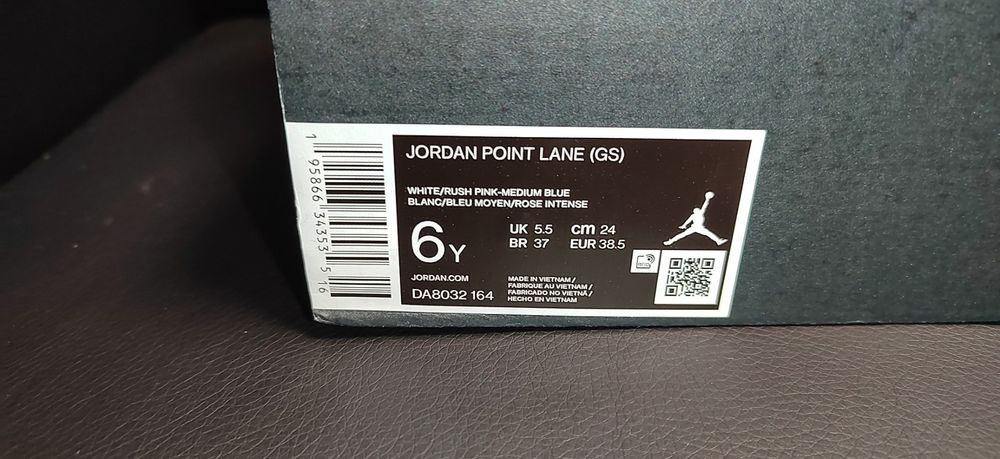 JORDAN POINT LANE (GS)
WHITE/RUSH PINK-MEDIUM BLUE
BLANC/BLEU MOYEN/ROSE INTENSE
6Y
UK 5.5 cm 24
BR 37 EUR 38.5
JORDAN.COM
DA8032 164
MADE IN VIETNAM /
FABRIQUE AU VIETNAM /
FABRICADO NO VIETNÃ /
HECHO EN VIETNAM
1 95866 34353 5 16